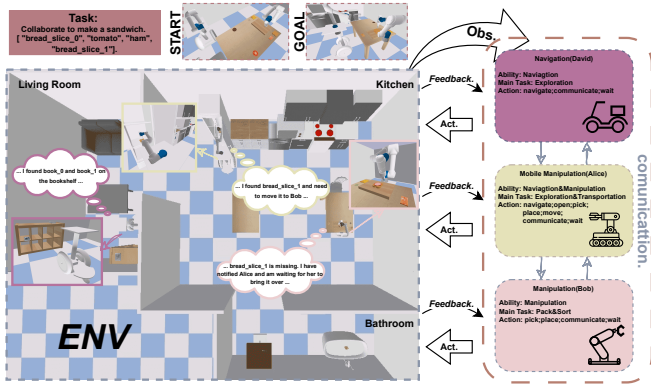 Task:
Collaborate to make a sandwich.
[ "bread_slice_0", "tomato", "ham",
"bread_slice_1"].
START
GOAL
Obs.
Living Room
Kitchen
... I found book_0 and book_1 on
the bookshelf ...
... I found bread_slice_1 and need
to move it to Bob ...
... bread_slice_1 is missing. I have
notified Alice and am waiting for her to
bring it over ...
ENV
Bathroom
Feedback.
Act.
Feedback.
Act.
Feedback.
Act.
Navigation(David)
Ability: Naviagtion
Main Task: Exploration
Action: navigate;communicate;wait
Mobile Manipulation(Alice)
Ability: Naviagtion&Manipulation
Main Task: Exploration&Transportation
Action: navigate;open;pick;
place;move;
communicate;wait
Manipulation(Bob)
Ability: Manipulation
Main Task: Pack&Sort
Action: pick;place;communicate;wait
comunicattion.